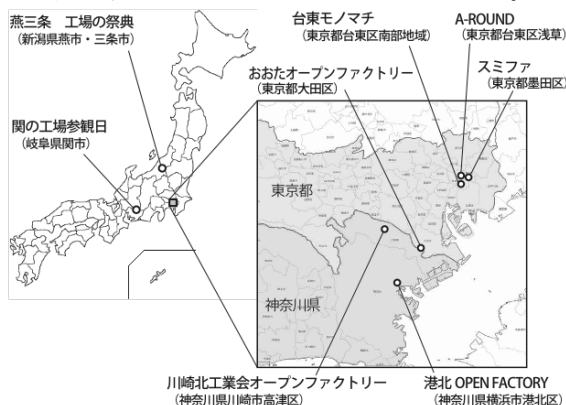 燕三条　工場の祭典
（新潟県燕市・三条市）
関の工場参観日
（岐阜県関市）
台東モノマチ
（東京都台東区南部地域）
A-ROUND
（東京都台東区浅草）
おおたオープンファクトリー
（東京都大田区）
スミファ
（東京都墨田区）
東京都
神奈川県
川崎北工業会オープンファクトリー
（神奈川県川崎市高津区）
港北 OPEN FACTORY
（神奈川県横浜市港北区）